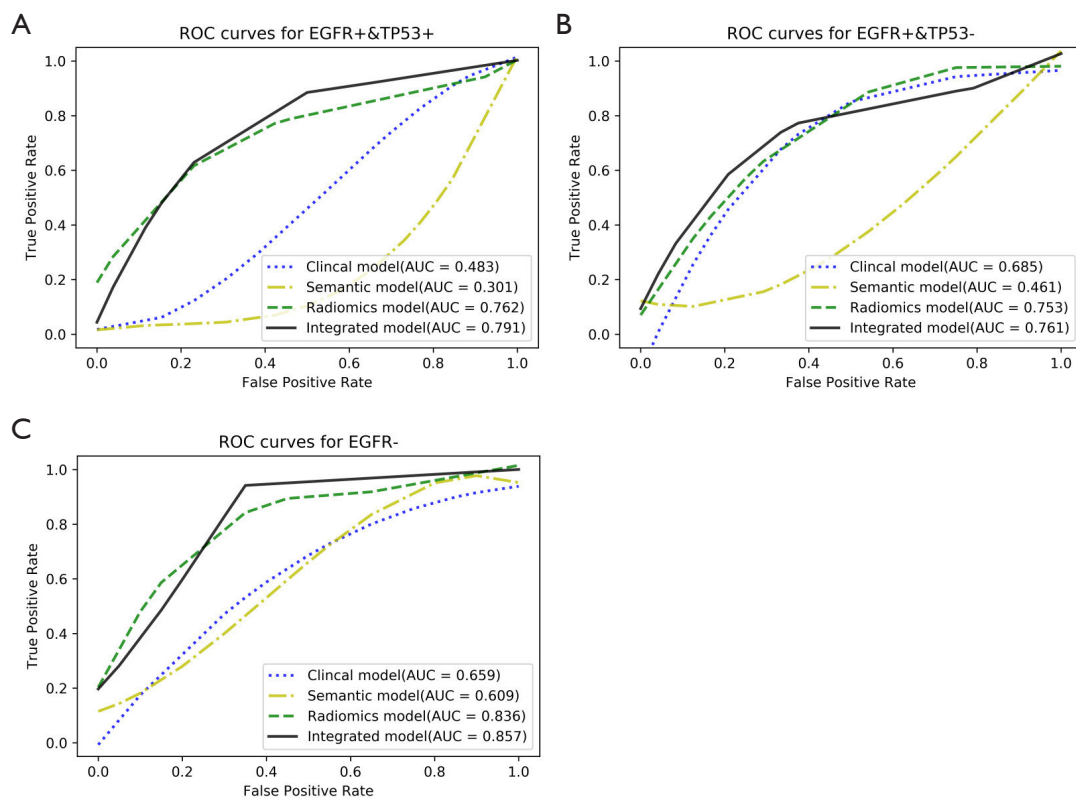 A
ROC curves for EGFR+&TP53+
1.0
0.8
0.6
0.4
0.2
0.0
True Positive Rate
Clincal model(AUC = 0.483)
Semantic model(AUC = 0.301)
Radiomics model(AUC = 0.762)
Integrated model(AUC = 0.791)
0.0 0.2 0.4 0.6 0.8 1.0
False Positive Rate
B
ROC curves for EGFR+&TP53-
1.0
0.8
0.6
0.4
0.2
0.0
True Positive Rate
Clincal model(AUC = 0.685)
Semantic model(AUC = 0.461)
Radiomics model(AUC = 0.753)
Integrated model(AUC = 0.761)
0.0 0.2 0.4 0.6 0.8 1.0
False Positive Rate
C
ROC curves for EGFR-
1.0
0.8
0.6
0.4
0.2
0.0
True Positive Rate
Clincal model(AUC = 0.659)
Semantic model(AUC = 0.609)
Radiomics model(AUC = 0.836)
Integrated model(AUC = 0.857)
0.0 0.2 0.4 0.6 0.8 1.0
False Positive Rate